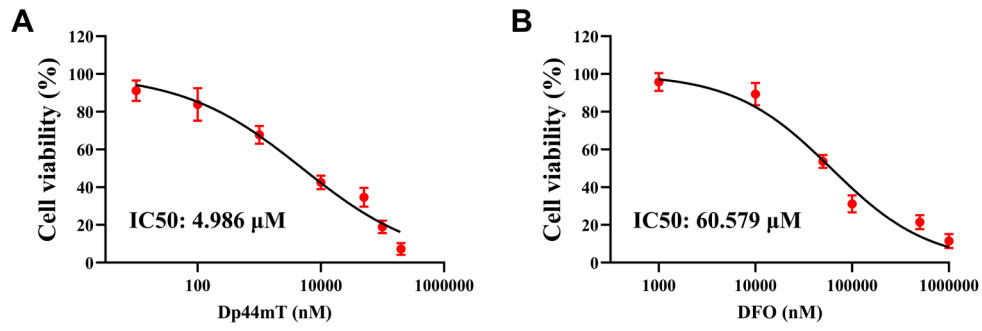 A
Cell viability (%)
120
100
80
60
40
20
0
IC50: 4.986 μM
100
10000
1000000
Dp44mT (nM)
B
Cell viability (%)
120
100
80
60
40
20
0
IC50: 60.579 μM
1000
10000
100000
1000000
DFO (nM)